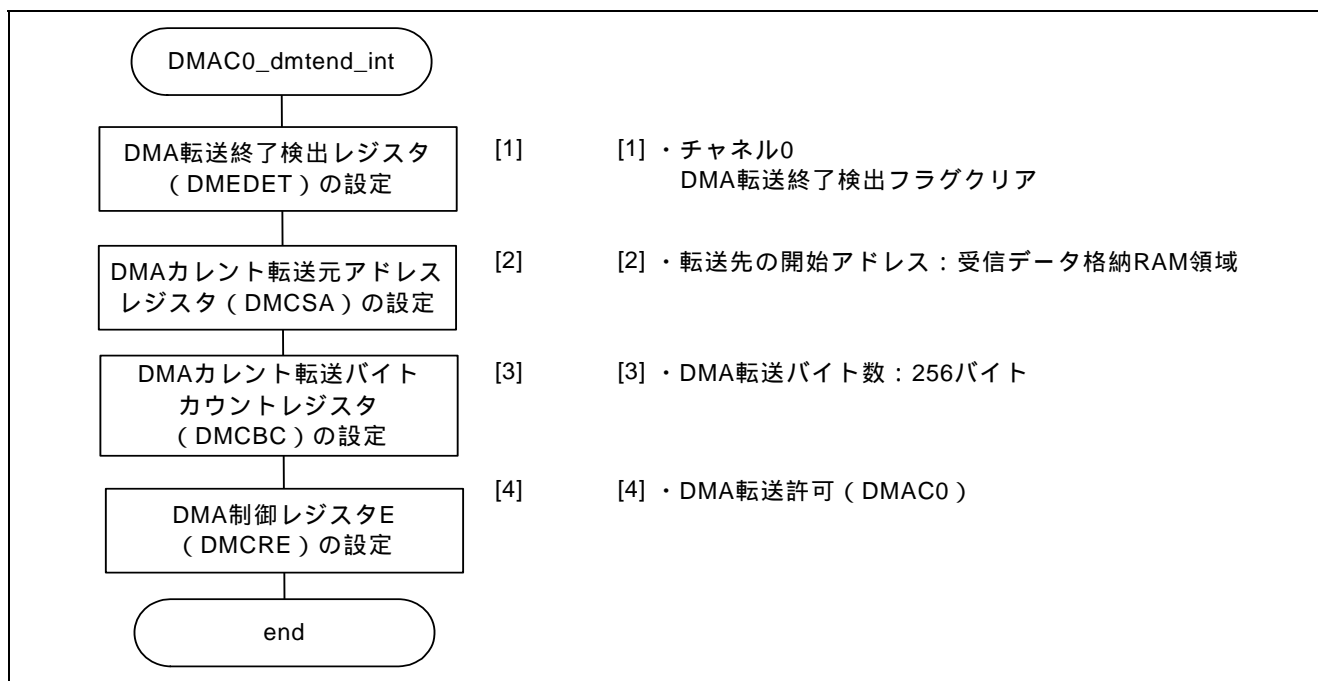 DMAC0_dmtend_int
DMA転送終了検出レジスタ
（DMEDET）の設定
[1]
[1] ・チャネル0
DMA転送終了検出フラグクリア
DMAカレント転送元アドレス
レジスタ（DMCSA）の設定
[2]
[2] ・転送先の開始アドレス：受信データ格納RAM領域
DMAカレント転送バイト
カウントレジスタ
（DMCBC）の設定
[3]
[3] ・DMA転送バイト数：256バイト
DMA制御レジスタE
（DMCRE）の設定
[4]
[4] ・DMA転送許可（DMAC0）
end